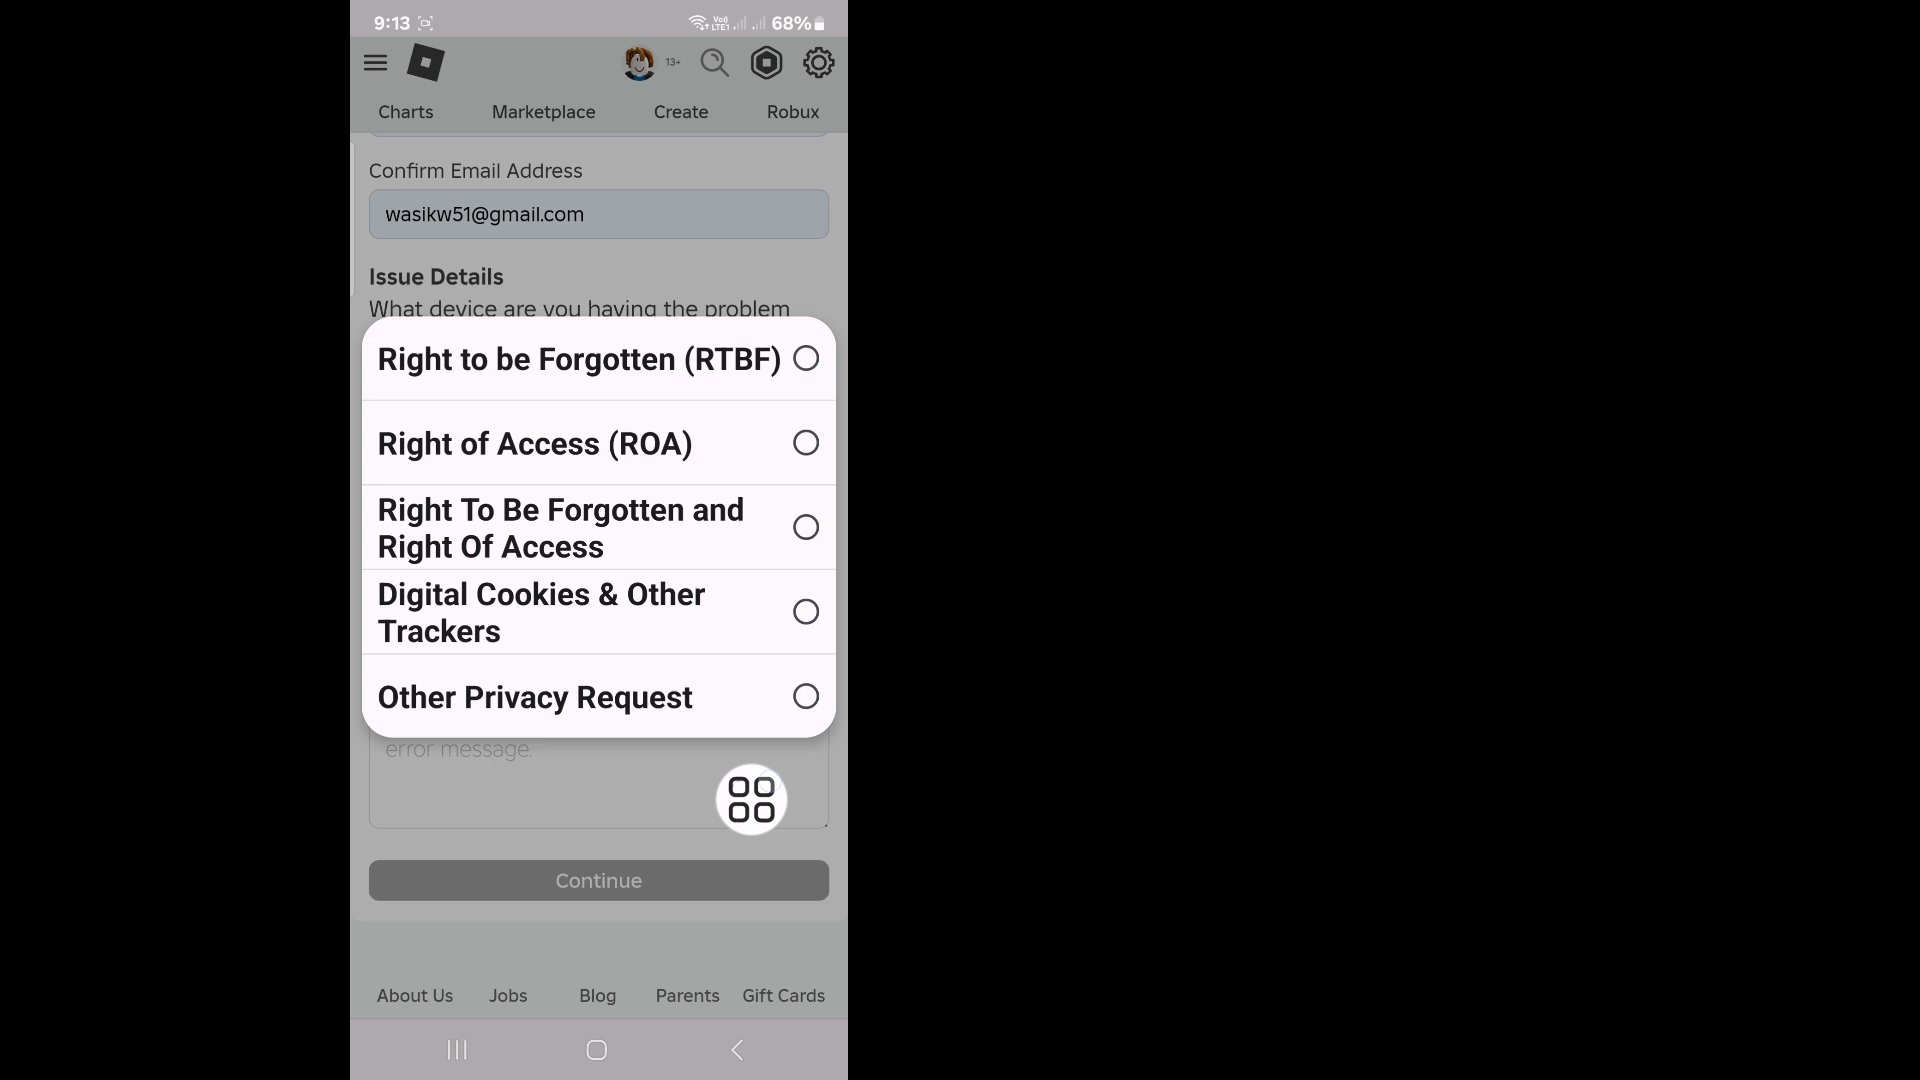 9:13
Vo)) LTE1
68%
13+
Charts Marketplace Create Robux
Confirm Email Address
wasikw51@gmail.com
Issue Details
What device are you having the problem
Right to be Forgotten (RTBF)
Right of Access (ROA)
Right To Be Forgotten and
Right Of Access
Digital Cookies & Other
Trackers
Other Privacy Request
error message.
Continue
About Us Jobs Blog Parents Gift Cards